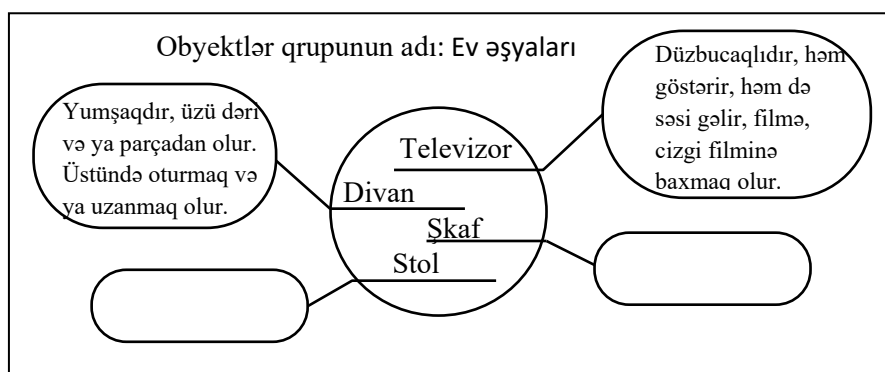 Obyektlər qrupunun adı: Ev əşyaları
Yumşaqdır, üzü dəri
və ya parçadan olur.
Üstündə oturmaq və
ya uzanmaq olur.
Düzbucaqlıdır, həm
göstərir, həm də
səsi gəlir, filmə,
cizgi filminə
baxmaq olur.
Televizor
Divan
Şkaf
Stol